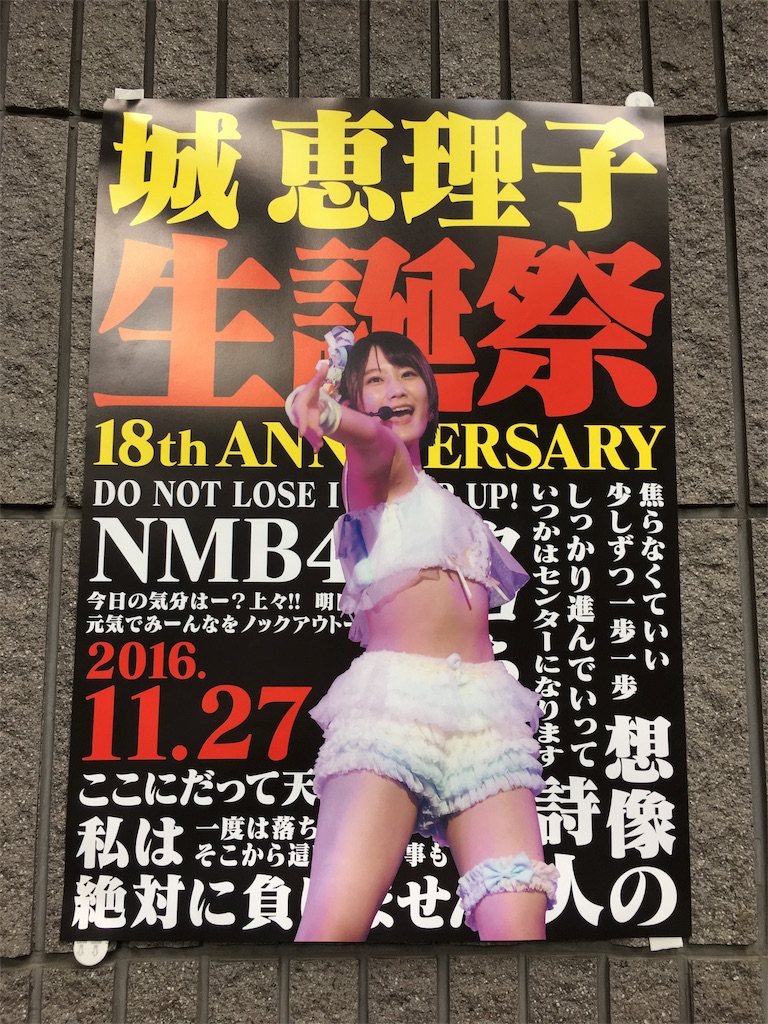 城 恵理子
生誕祭
18th ANN ERSARY
DO NOT LOSE UP!
NMB4
今日の気分はー?上々!!
元気でみーんなをノックアウトー
2016.
11.27
ここにだって天
私は
一度は落ち
そこから這 事も
絶対に負 ません
焦らなくていい
少しずつ一歩一歩
しっかり進んでいって
いつかはセンターになります
想像の
詩人